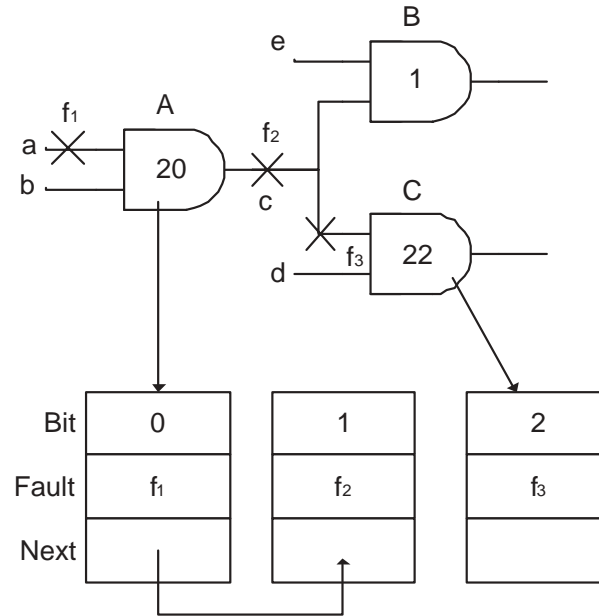 B
e
1
A
f₁
f₂
a
20
b
c
C
f₃
22
d
Bit 0 1 2
Fault f₁ f₂ f₃
Next